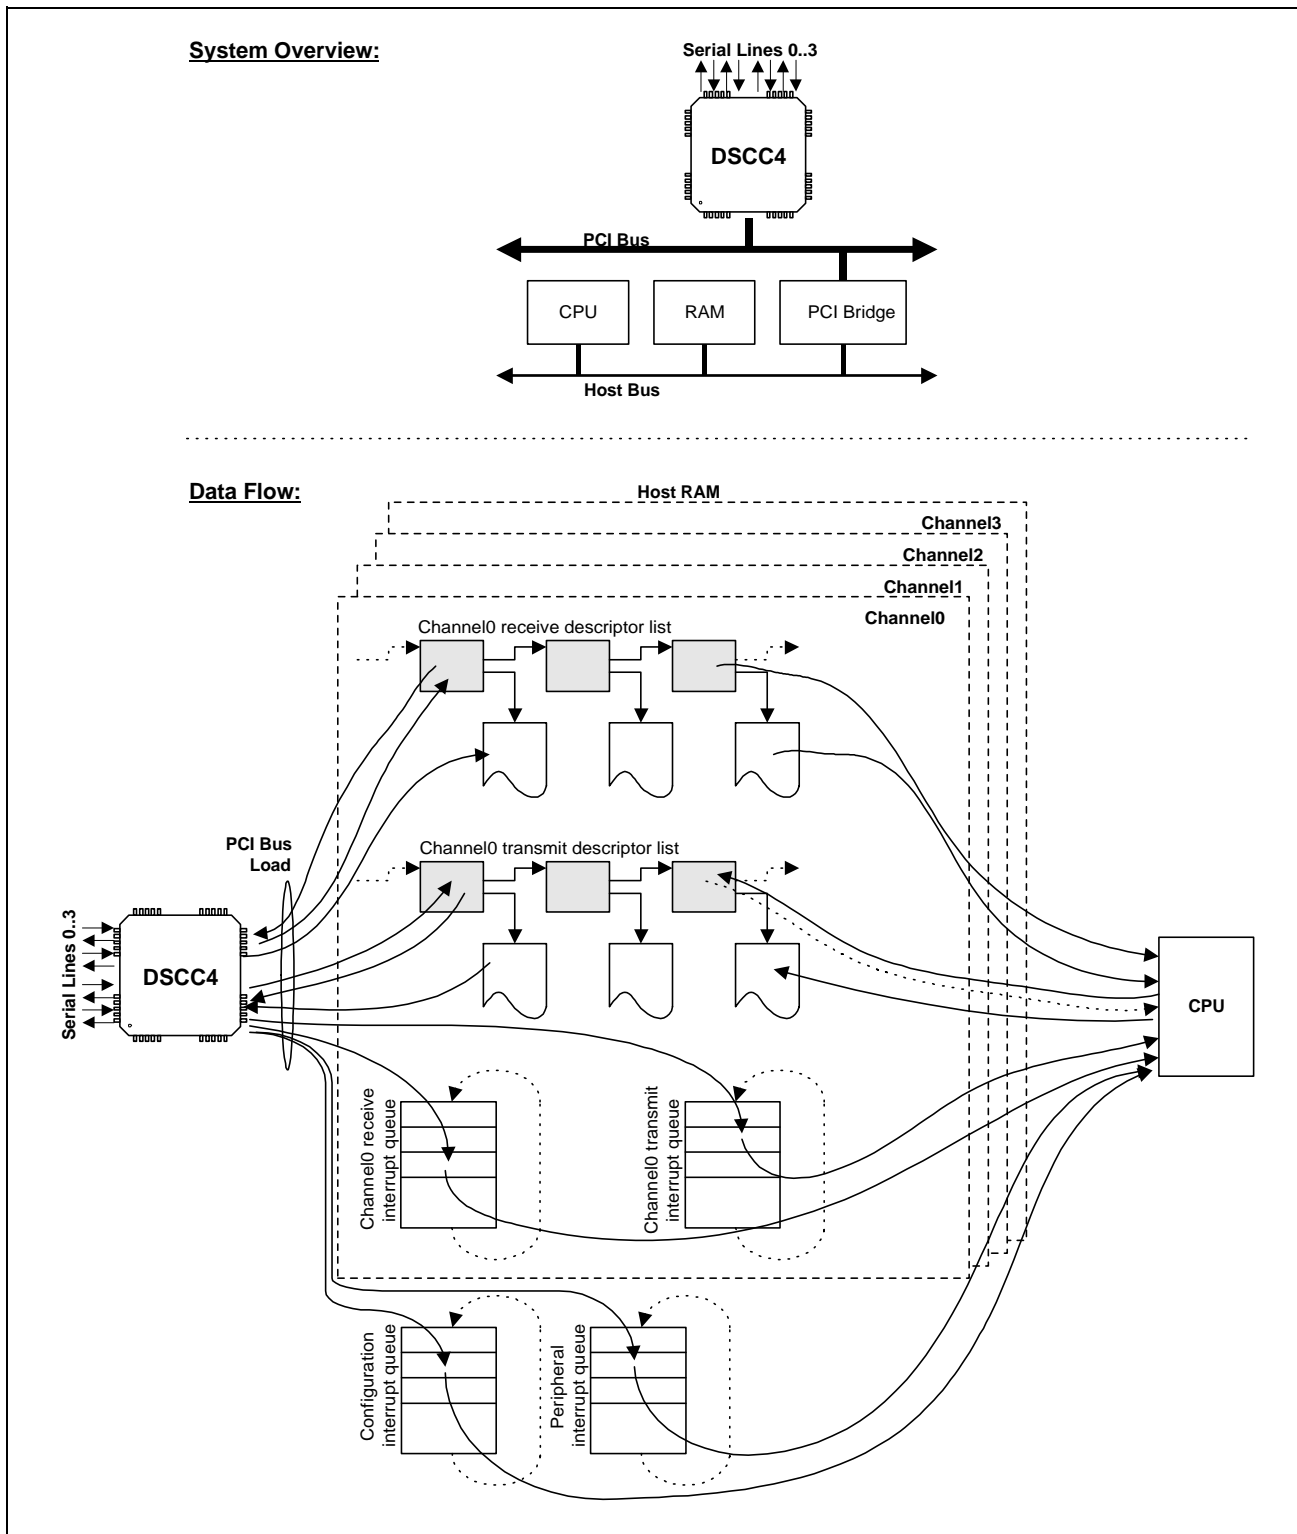 System Overview:
Serial Lines 0..3
DSCC4
PCI Bus
CPU
RAM
PCI Bridge
Host Bus
Data Flow:
Host RAM
Channel3
Channel2
Channel1
Channel0
Channel0 receive descriptor list
PCI Bus
Load
Channel0 transmit descriptor list
Serial Lines 0..3
DSCC4
CPU
Channel0 receive
interrupt queue
Channel0 transmit
interrupt queue
Configuration
interrupt queue
Peripheral
interrupt queue